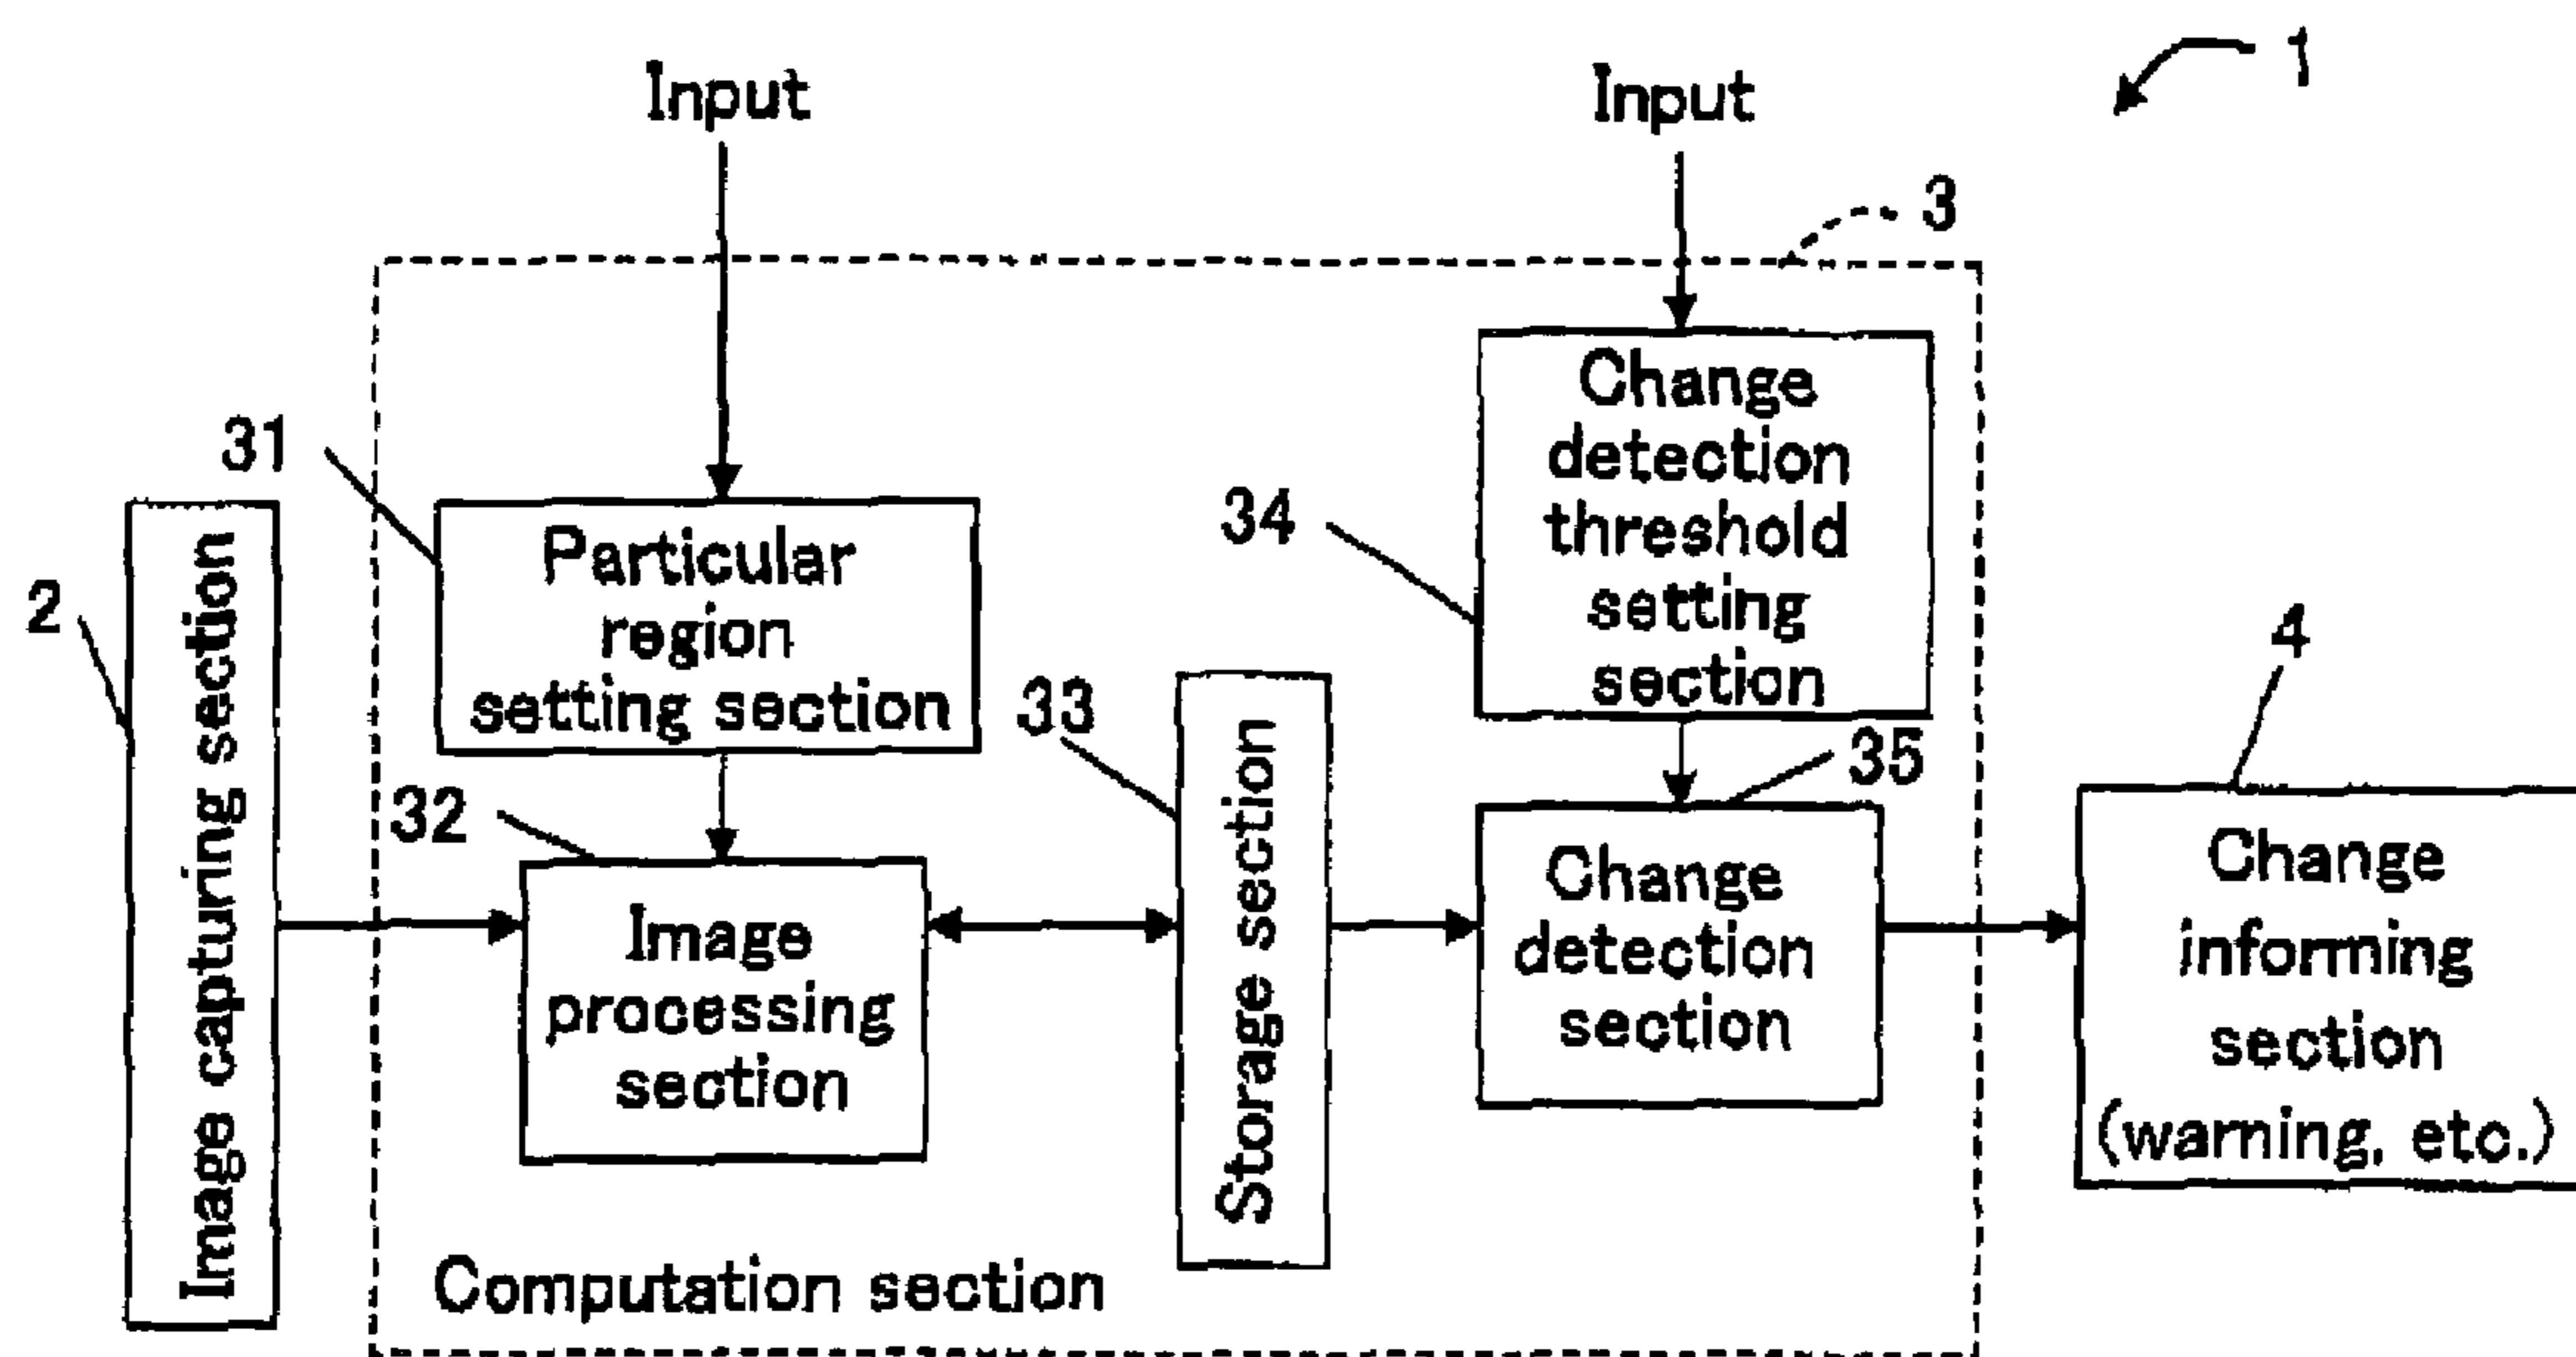 1
Input
Input
3
31
Particular
region
setting section
34
Change
detection
threshold
setting
section
2
Image capturing section
32
Image
processing
section
33
Storage section
35
Change
detection
section
4
Change
informing
section
(warning, etc.)
Computation section